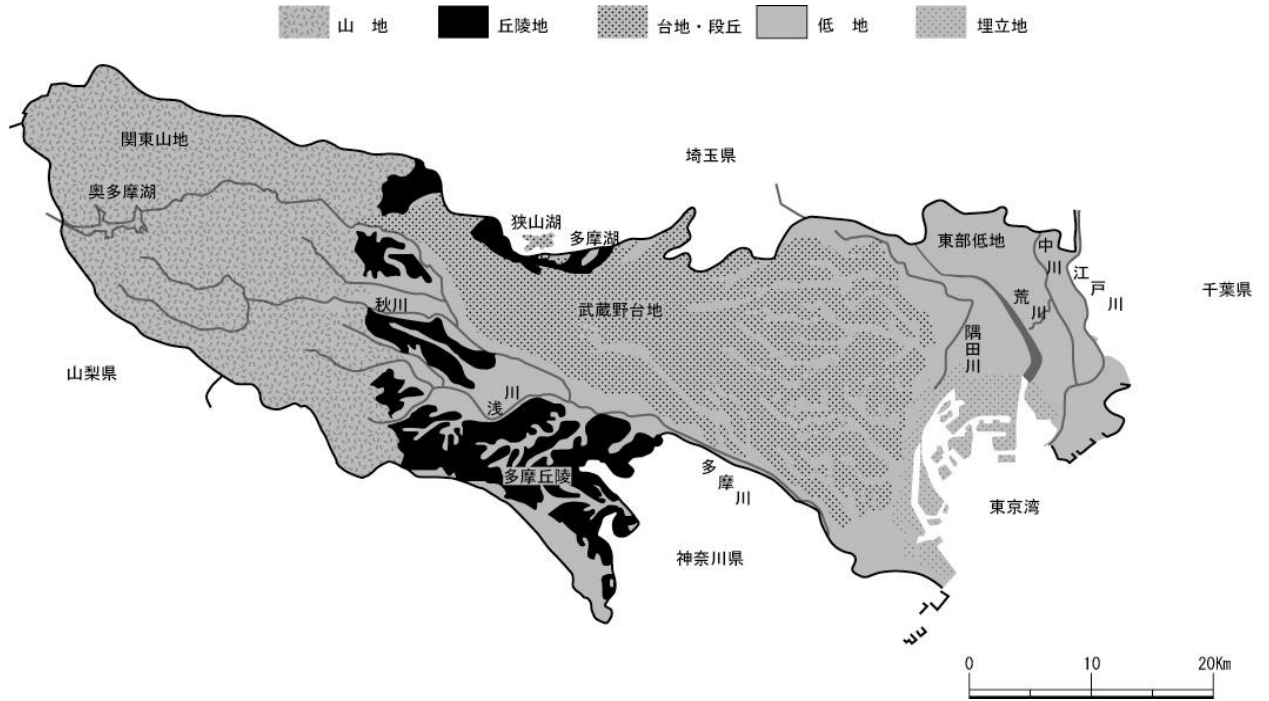 山　地
丘陵地
台地・段丘
低　地
埋立地
関東山地
埼玉県
奥多摩湖
狭山湖
多摩湖
東部低地
中川
江戸川
千葉県
荒川
秋川
武蔵野台地
隅田川
山梨県
浅川
多摩丘陵
多摩川
東京湾
神奈川県
0 10 20Km